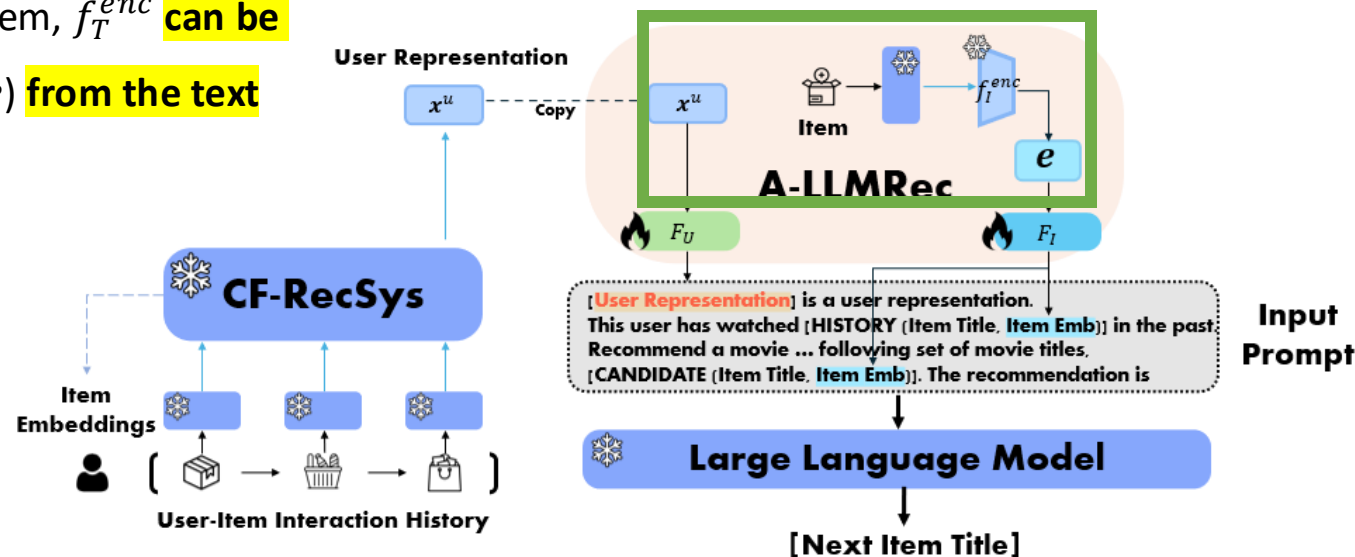 em, f_T^{enc} can be
) from the text
User Representation
x^u
Copy
x^u
Item
f_I^{enc}
e
A-LLMRec
F_U
F_I
CF-RecSys
[User Representation] is a user representation.
This user has watched [HISTORY (Item Title, Item Emb)] in the past.
Recommend a movie ... following set of movie titles,
[CANDIDATE (Item Title, Item Emb)]. The recommendation is
Input
Prompt
Item
Embeddings
Large Language Model
User-Item Interaction History
[Next Item Title]